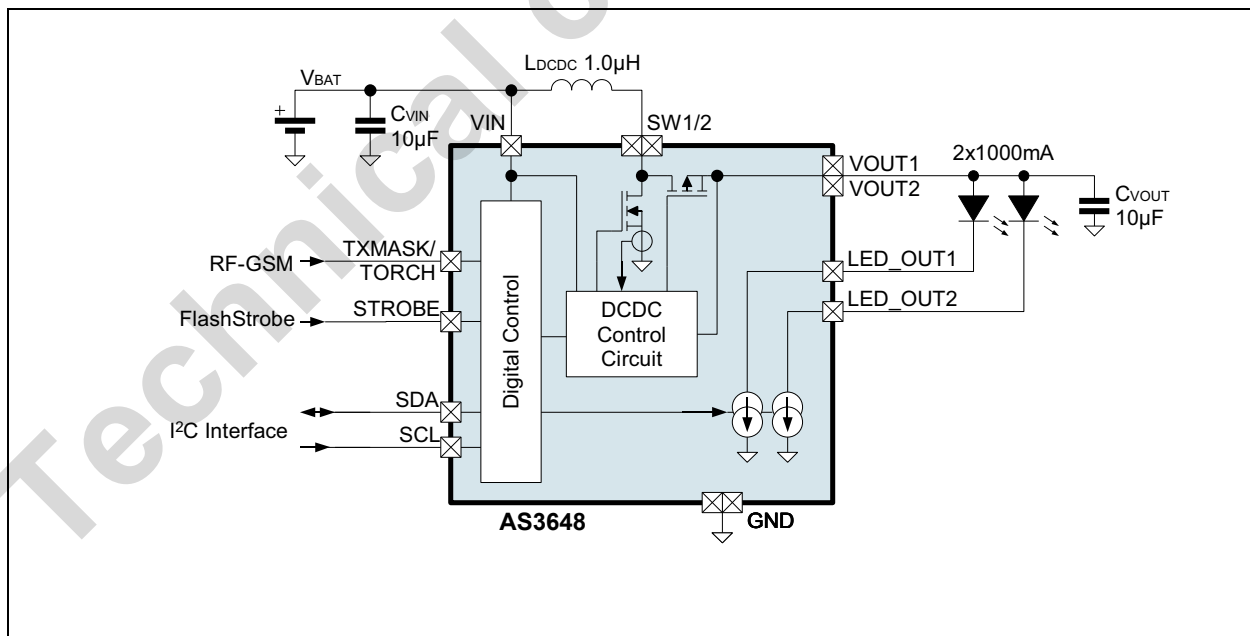 Technical c
LDCDC 1.0µH
VBAT
+
CVIN
10µF
VIN
SW1/2
2x1000mA
VOUT1
VOUT2
CVOUT
10µF
RF-GSM
TXMASK/
TORCH
LED_OUT1
LED_OUT2
FlashStrobe
STROBE
Digital Control
DCDC
Control
Circuit
SDA
I²C Interface
SCL
AS3648
GND